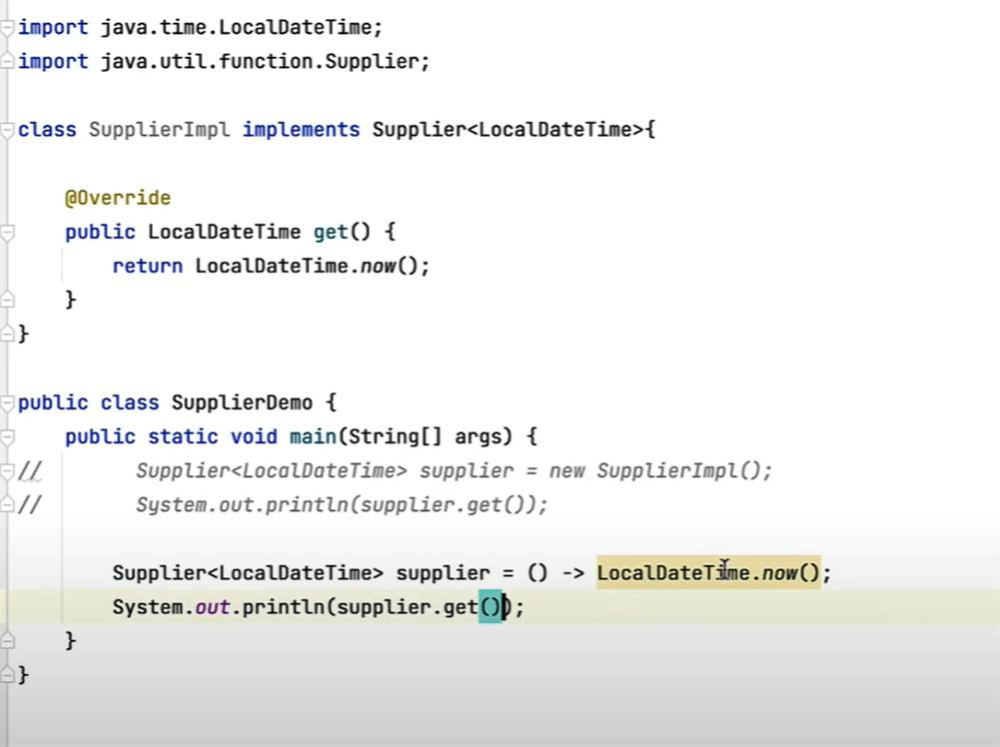 import java.time.LocalDateTime;
import java.util.function.Supplier;
class SupplierImpl implements Supplier<LocalDateTime>{
@Override
public LocalDateTime get() {
return LocalDateTime.now();
}
}
public class SupplierDemo {
public static void main(String[] args) {
// Supplier<LocalDateTime> supplier = new SupplierImpl();
// System.out.println(supplier.get());
Supplier<LocalDateTime> supplier = () -> LocalDateTime.now();
System.out.println(supplier.get());
}
}